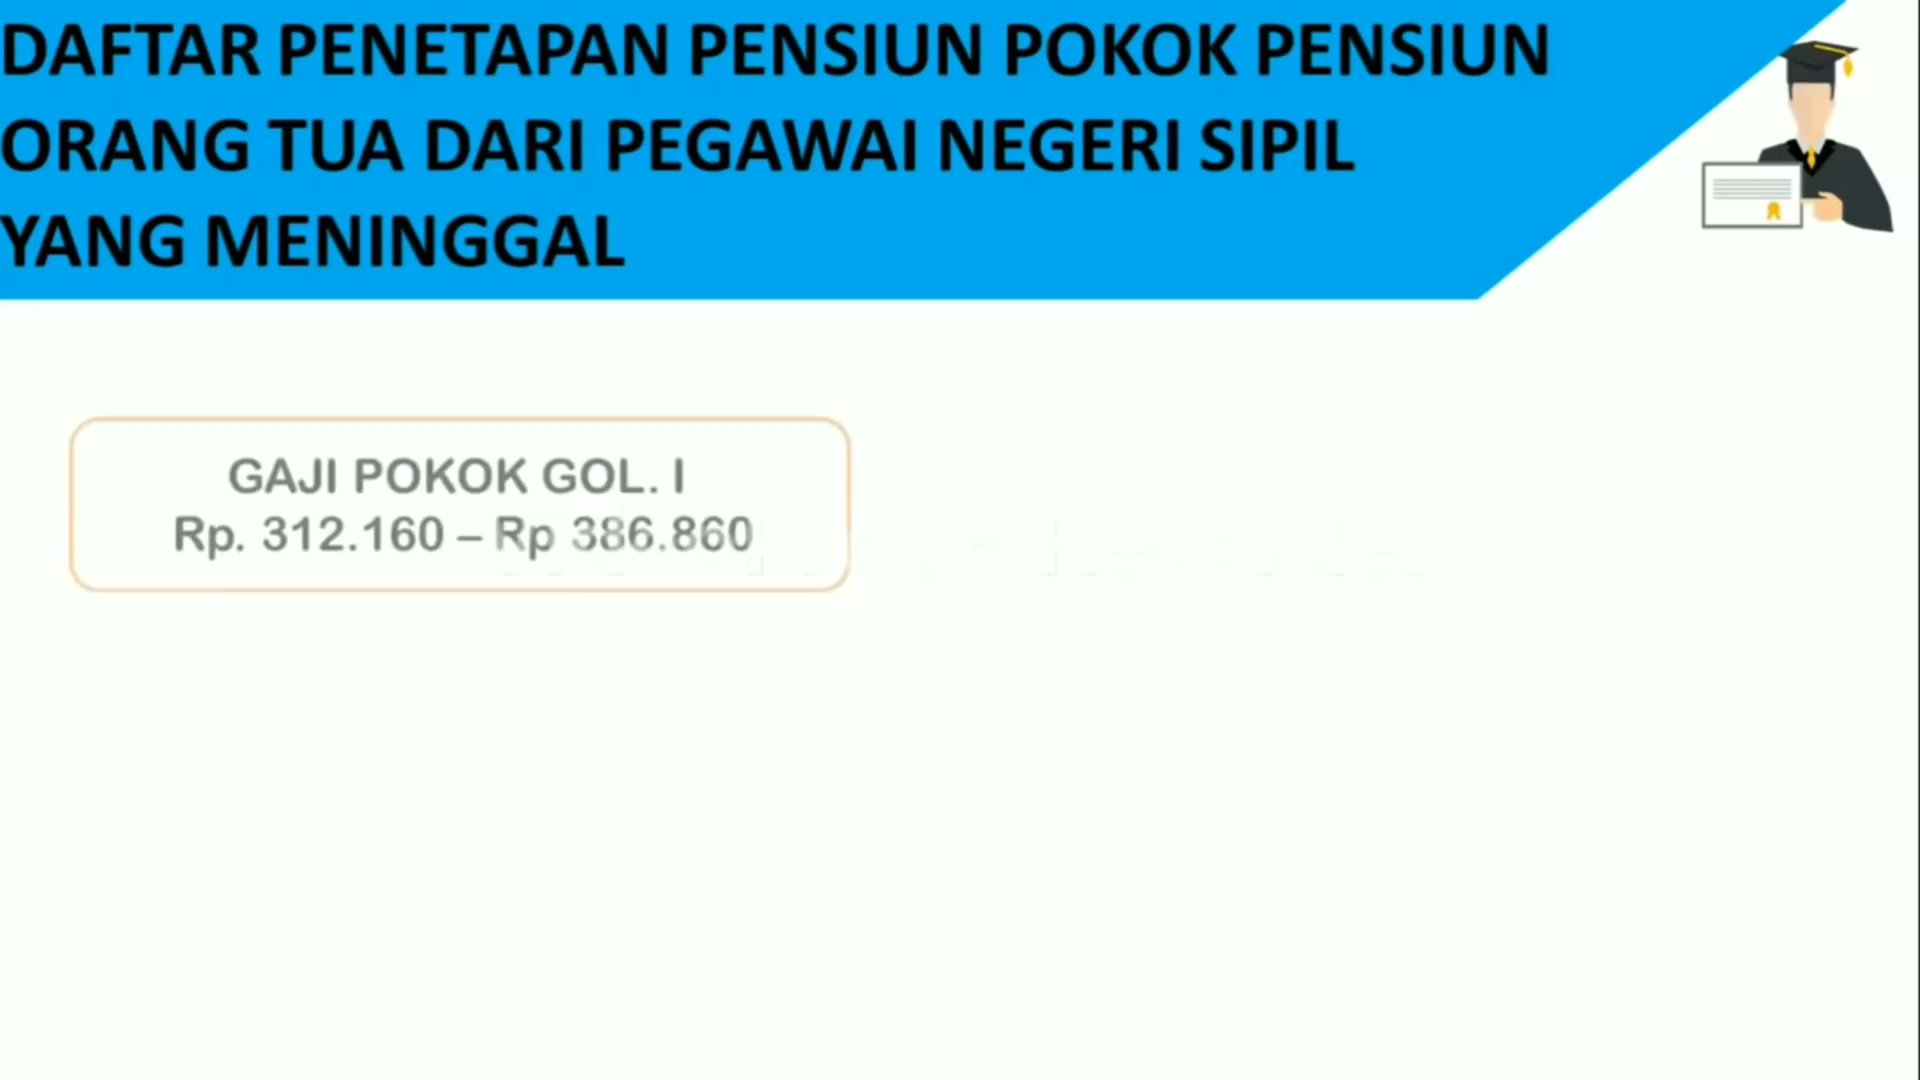 DAFTAR PENETAPAN PENSIUN POKOK PENSIUN
ORANG TUA DARI PEGAWAI NEGERI SIPIL
YANG MENINGGAL
GAJI POKOK GOL. I
Rp. 312.160 – Rp 386.860